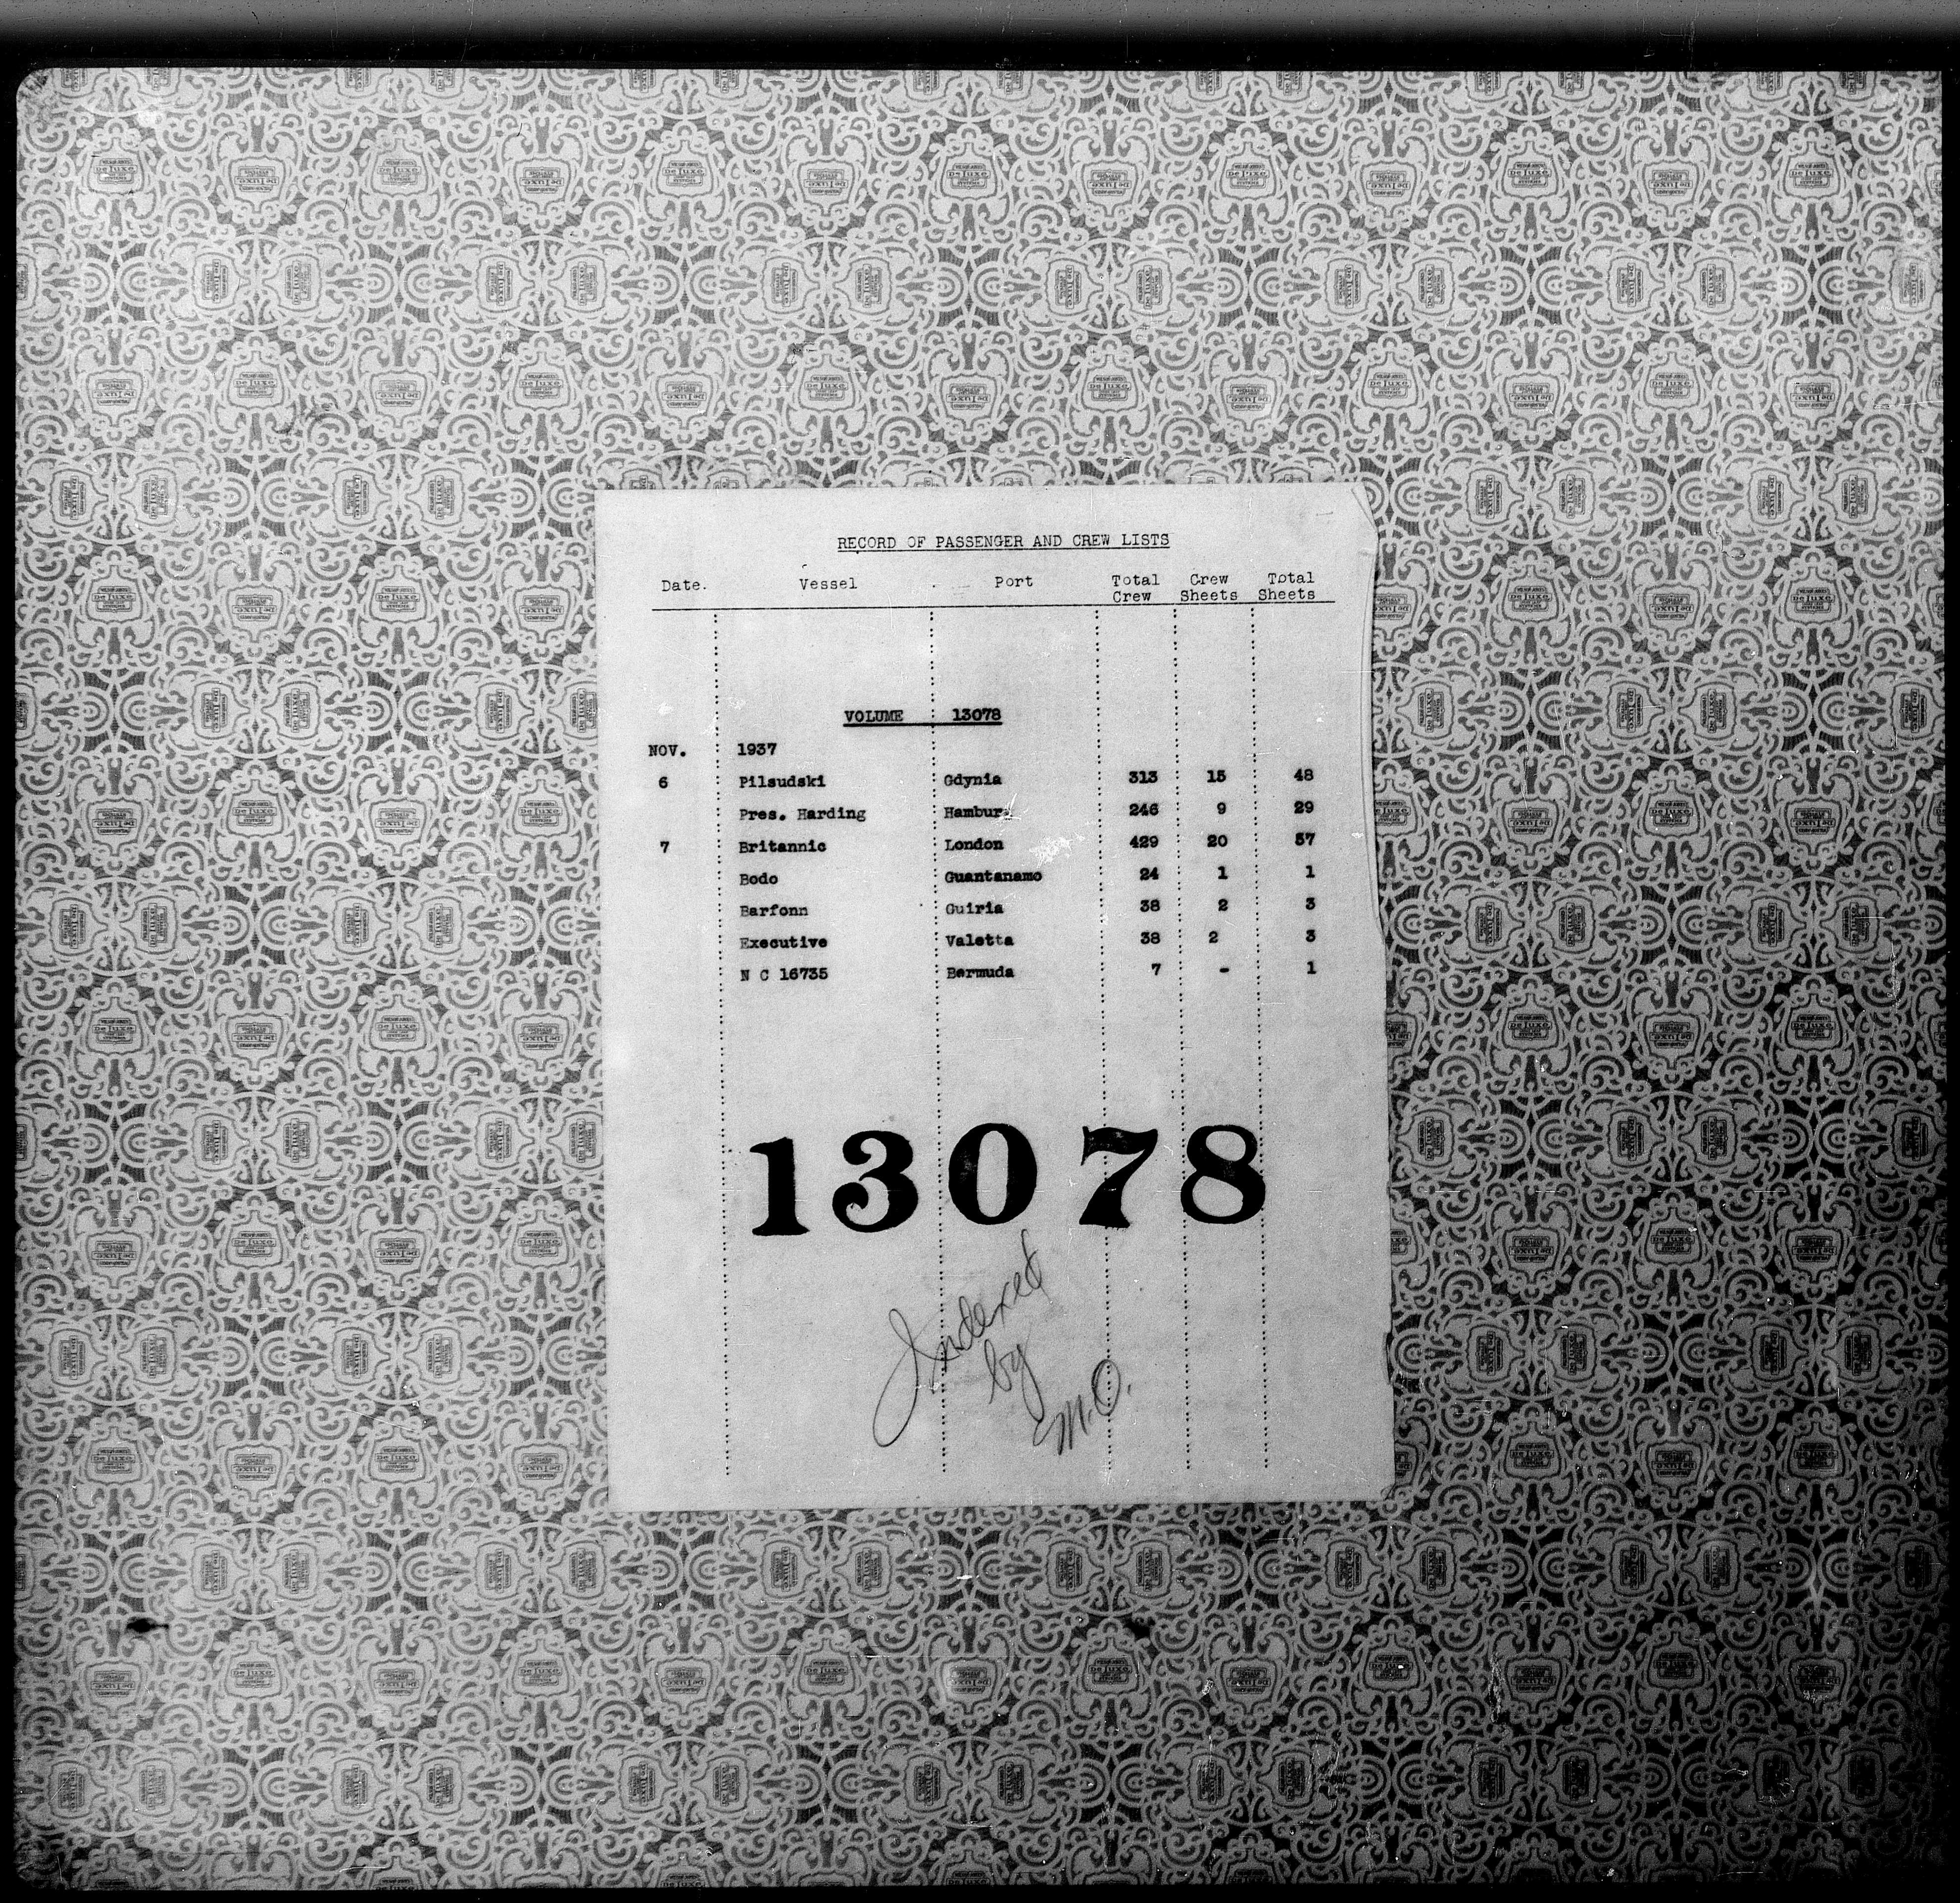 RECORD OF PASSENGER AND CREW LISTS
Date. Vessel Port Total Crew Crew Sheets Total Sheets
VOLUME : 13078
NOV. 1937
6 Pilsudski Gdynia 313 15 48
Pres. Harding Hamburg 246 9 29
7 Britannic London 429 20 57
Bodo Guantanamo 24 1 1
Barfonn Guiria 38 2 3
Executive Valetta 38 2 3
N C 16735 Bermuda 7 - 1
13078
Indexed
by
M.O.